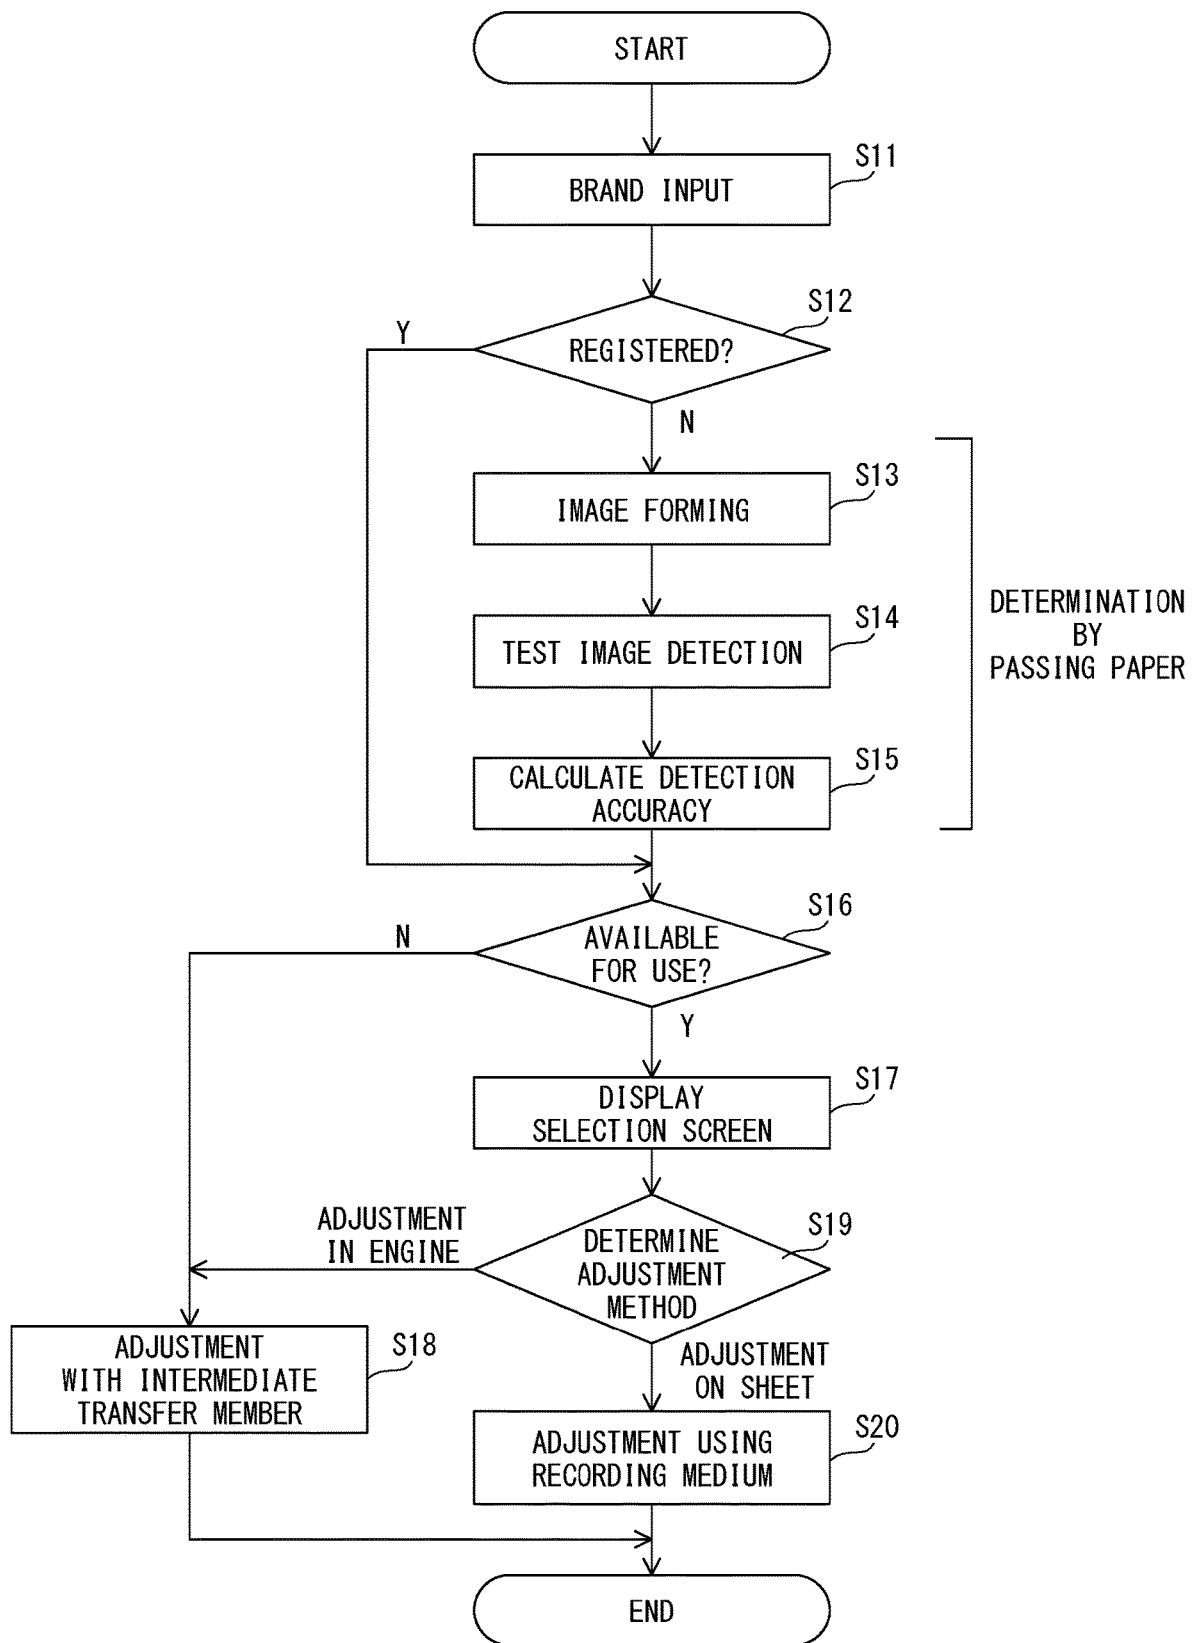 START
S11
BRAND INPUT
S12
Y
REGISTERED?
N
S13
IMAGE FORMING
S14
TEST IMAGE DETECTION
DETERMINATION
BY
PASSING PAPER
S15
CALCULATE DETECTION
ACCURACY
S16
N
AVAILABLE
FOR USE?
Y
S17
DISPLAY
SELECTION SCREEN
ADJUSTMENT
IN ENGINE
S19
DETERMINE
ADJUSTMENT
METHOD
S18
ADJUSTMENT
WITH INTERMEDIATE
TRANSFER MEMBER
ADJUSTMENT
ON SHEET
S20
ADJUSTMENT USING
RECORDING MEDIUM
END